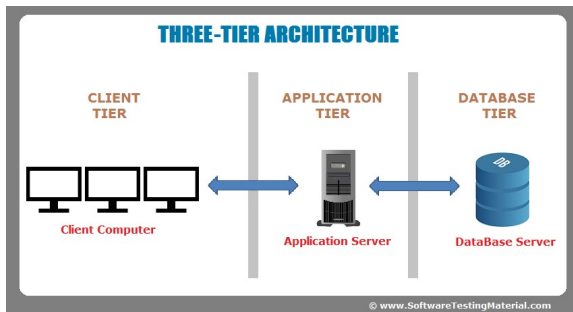 THREE-TIER ARCHITECTURE
CLIENT
TIER
APPLICATION
TIER
DATABASE
TIER
DB
Client Computer
Application Server
DataBase Server
© www.SoftwareTestingMaterial.com